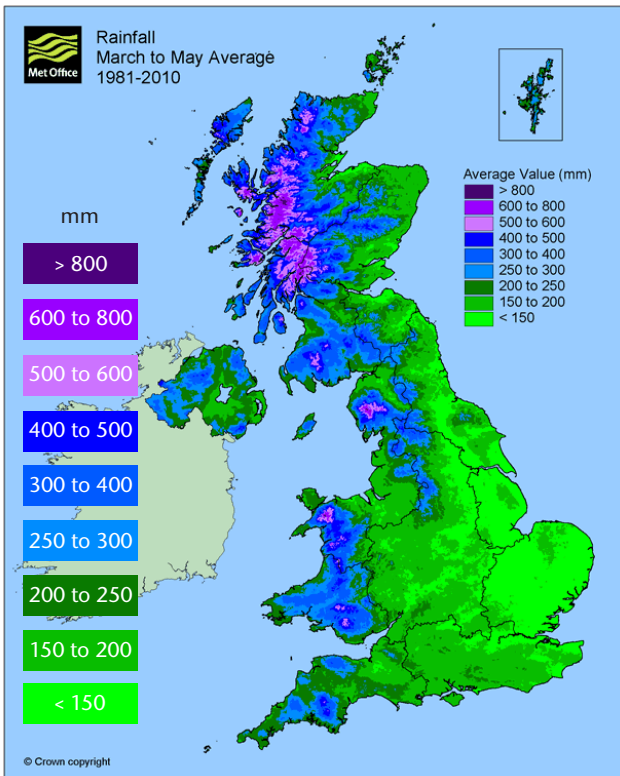 Met Office
Rainfall
March to May Average
1981-2010
Average Value (mm)
> 800
600 to 800
500 to 600
400 to 500
300 to 400
250 to 300
200 to 250
150 to 200
< 150
mm
> 800
600 to 800
500 to 600
400 to 500
300 to 400
250 to 300
200 to 250
150 to 200
< 150
© Crown copyright